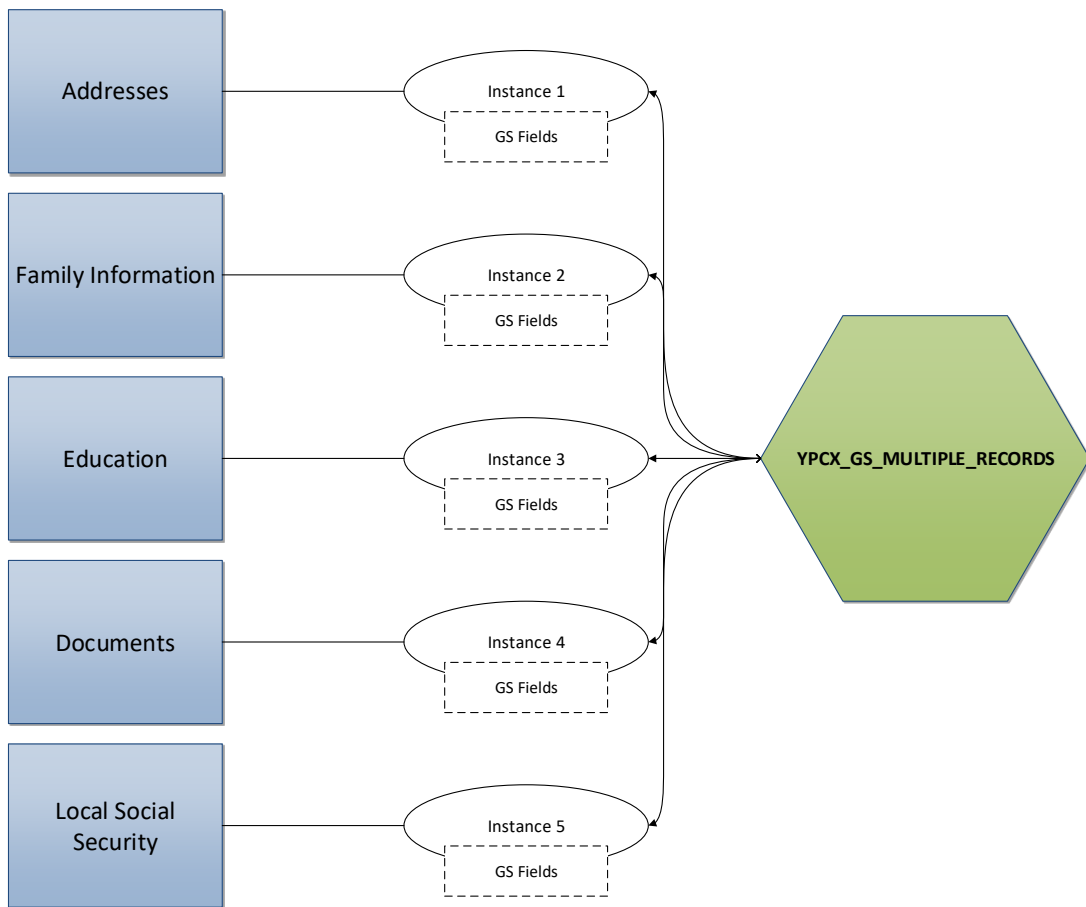 Addresses
Instance 1
GS Fields
Family Information
Instance 2
GS Fields
YPCX_GS_MULTIPLE_RECORDS
Education
Instance 3
GS Fields
Documents
Instance 4
GS Fields
Local Social
Security
Instance 5
GS Fields